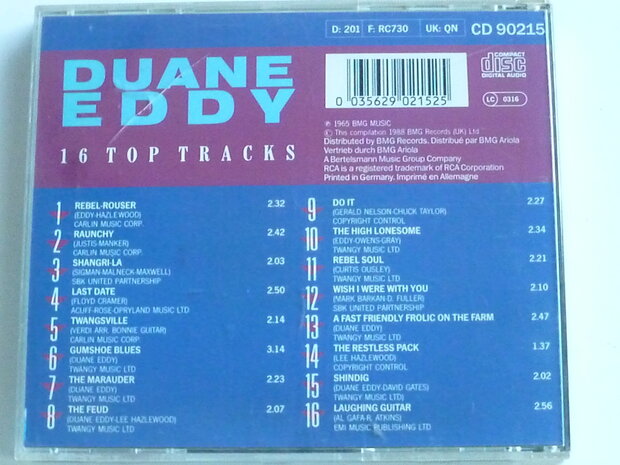 D: 201 F: RC730 UK: QN CD 90215
DUANE
EDDY
16 TOP TRACKS
0 035629 021525
COMPACT
disc
DIGITAL AUDIO
LC 0316
℗ 1965 BMG MUSIC
© This compilation 1988 BMG Records (UK) Ltd
Distributed by BMG Records. Distribué par BMG Ariola
Vertrieb durch BMG Ariola
A Bertelsmann Music Group Company
RCA is a registered trademark of RCA Corporation
Printed in Germany. Imprimé en Allemagne
1 REBEL-ROUSER 2.32
(EDDY-HAZLEWOOD)
CARLIN MUSIC CORP.
2 RAUNCHY 2.42
(JUSTIS-MANKER)
CARLIN MUSIC CORP
3 SHANGRI-LA 2.03
(SIGMAN-MALNECK-MAXWELL)
SBK UNITED PARTNERSHIP
4 LAST DATE 2.50
(FLOYD CRAMER)
ACUFF-ROSE-OPRYLAND MUSIC LTD
5 TWANGSVILLE 2.14
(VERDI ARR. BONNIE GUITAR)
CARLIN MUSIC CORP
6 GUMSHOE BLUES 3.14
(DUANE EDDY)
TWANGY MUSIC LTD
7 THE MARAUDER 2.23
(DUANE EDDY)
TWANGY MUSIC LTD
8 THE FEUD 2.07
(DUANE EDDY-LEE HAZLEWOOD)
TWANGY MUSIC LTD
9 DO IT 2.27
(GERALD NELSON-CHUCK TAYLOR)
COPYRIGHT CONTROL
10 THE HIGH LONESOME 2.34
(EDDY-OWENS-GRAY)
TWANGY MUSIC LTD
11 REBEL SOUL 2.21
(CURTIS OUSLEY)
TWANGY MUSIC LTD
12 WISH I WERE WITH YOU 2.10
(MARK BARKAN-D. FULLER)
SBK UNITED PARTNERSHIP
13 A FAST FRIENDLY FROLIC ON THE FARM 2.47
(DUANE EDDY)
TWANGY MUSIC LTD
14 THE RESTLESS PACK 1.37
(LEE HAZLEWOOD)
COPYRIGHT CONTROL
15 SHINDIG 2.02
(DUANE EDDY-DAVID GATES)
TWANGY MUSIC LTD
16 LAUGHING GUITAR 2.56
(AL GAFA-R. ATKINS)
EMI MUSIC PUBLISHING LTD